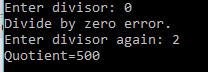 Enter divisor: 0
Divide by zero error.
Enter divisor again: 2
Quotient=500